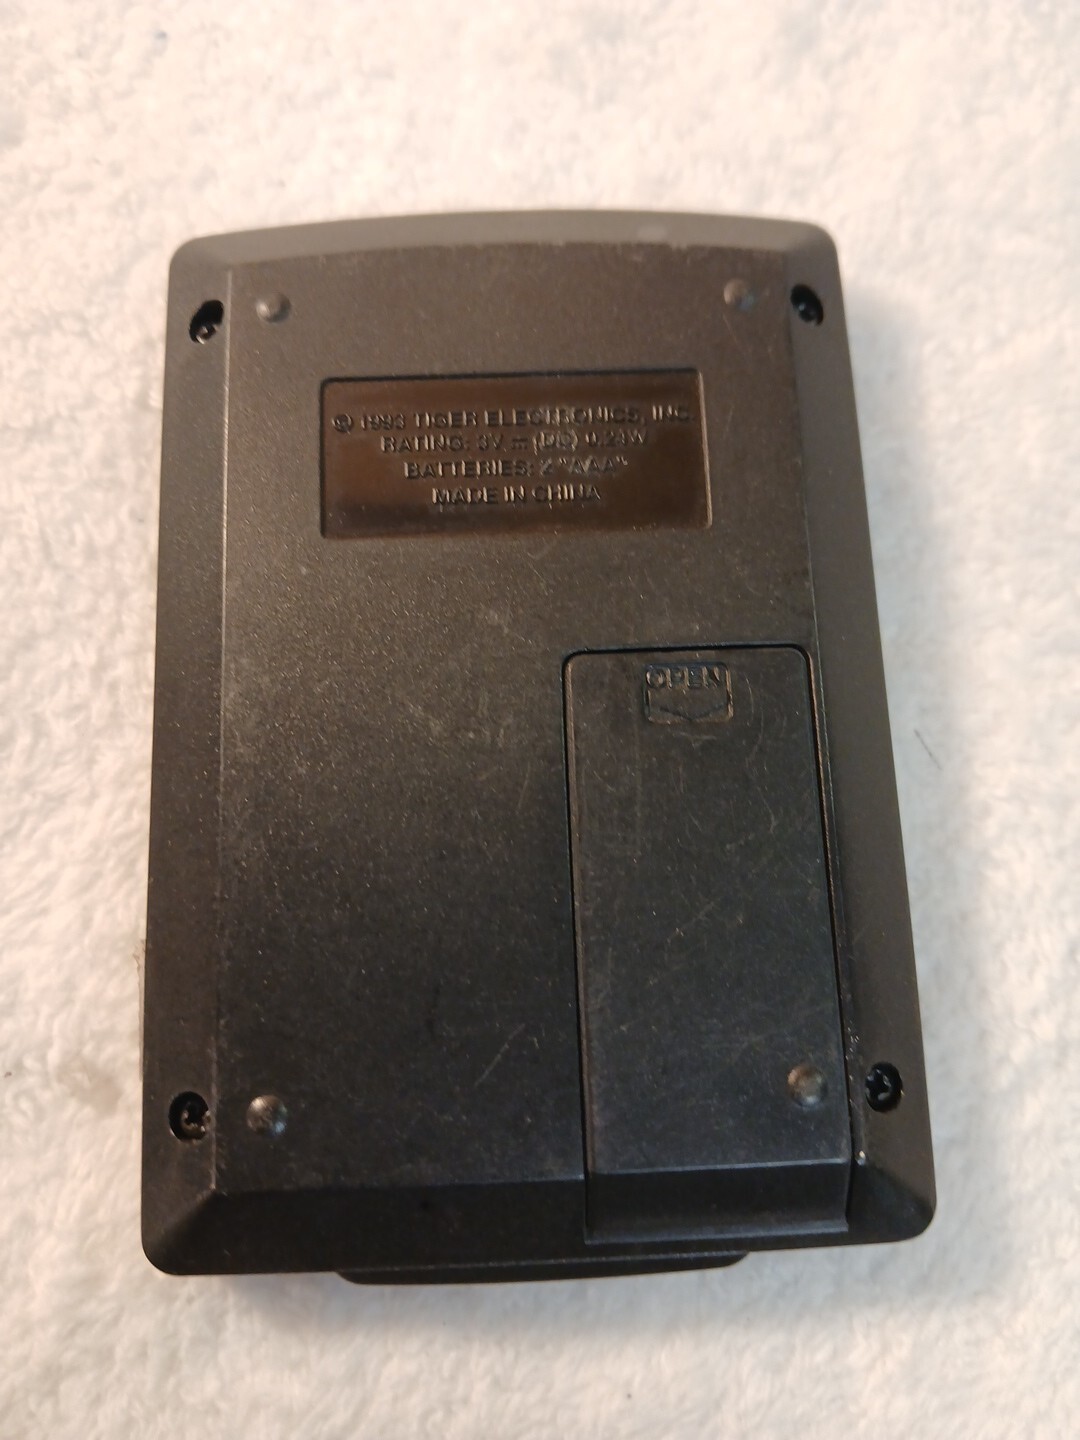 © 1993 TIGER ELECTRONICS, INC.
RATING: 3V ⎓ (DC) 0.23W
BATTERIES: 2 "AAA"
MADE IN CHINA
OPEN